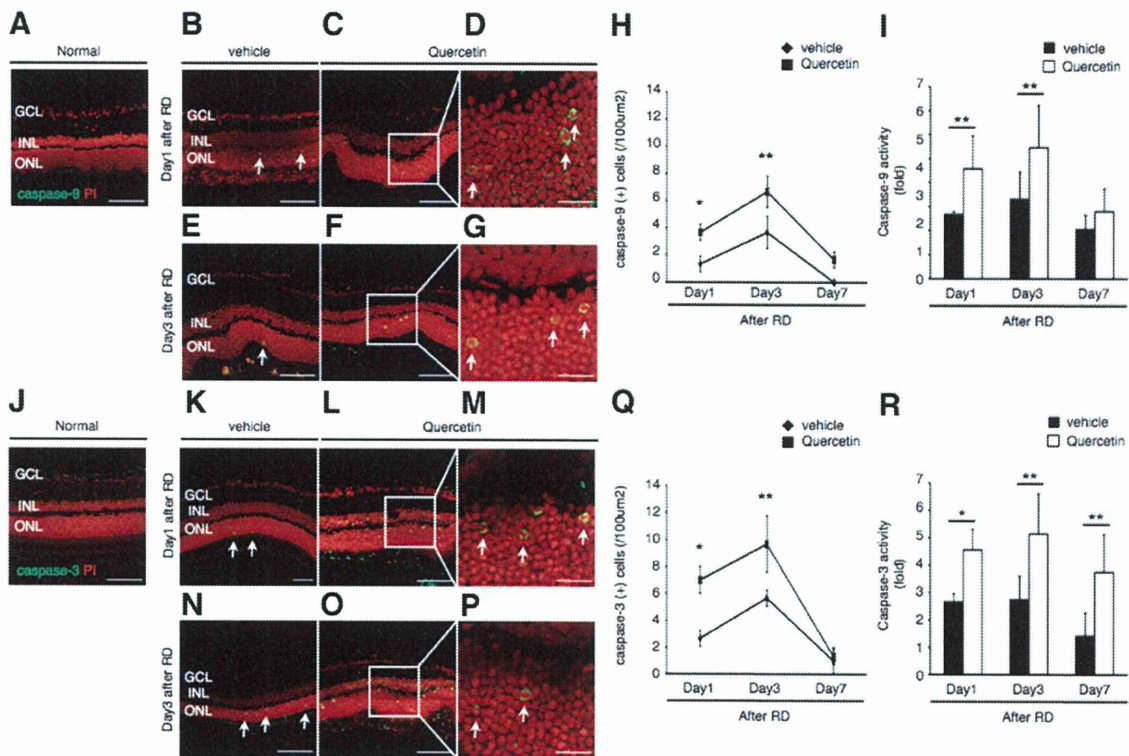 A B C D H I
Normal vehicle Quercetin
Day1 after RD
GCL
INL
ONL
caspase-9 PI
E F G
Day3 after RD
GCL
INL
ONL
vehicle
Quercetin
caspase-9 (+) cells (/100um2)
14
12
10
8
6
4
2
0
*
**
Day1 Day3 Day7
After RD
vehicle
Quercetin
Caspase-9 activity
(fold)
7
6
5
4
3
2
1
0
**
**
Day1 Day3 Day7
After RD
J K L M Q R
Normal vehicle Quercetin
Day1 after RD
GCL
INL
ONL
caspase-3 PI
GCL
INL
ONL
N O P
Day3 after RD
GCL
INL
ONL
vehicle
Quercetin
caspase-3 (+) cells (/100um2)
14
12
10
8
6
4
2
0
*
**
Day1 Day3 Day7
After RD
vehicle
Quercetin
Caspase-3 activity
(fold)
7
6
5
4
3
2
1
0
*
**
**
Day1 Day3 Day7
After RD